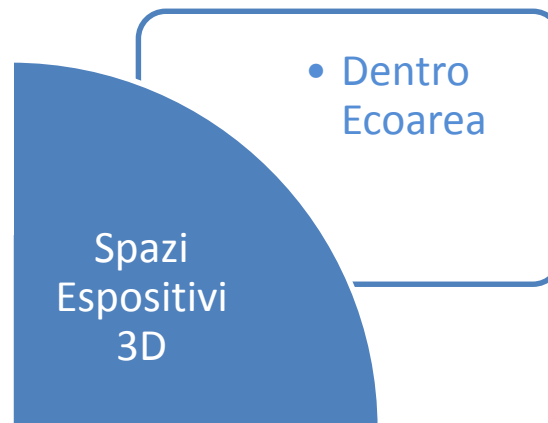 • Dentro
Ecoarea
Spazi
Espositivi
3D